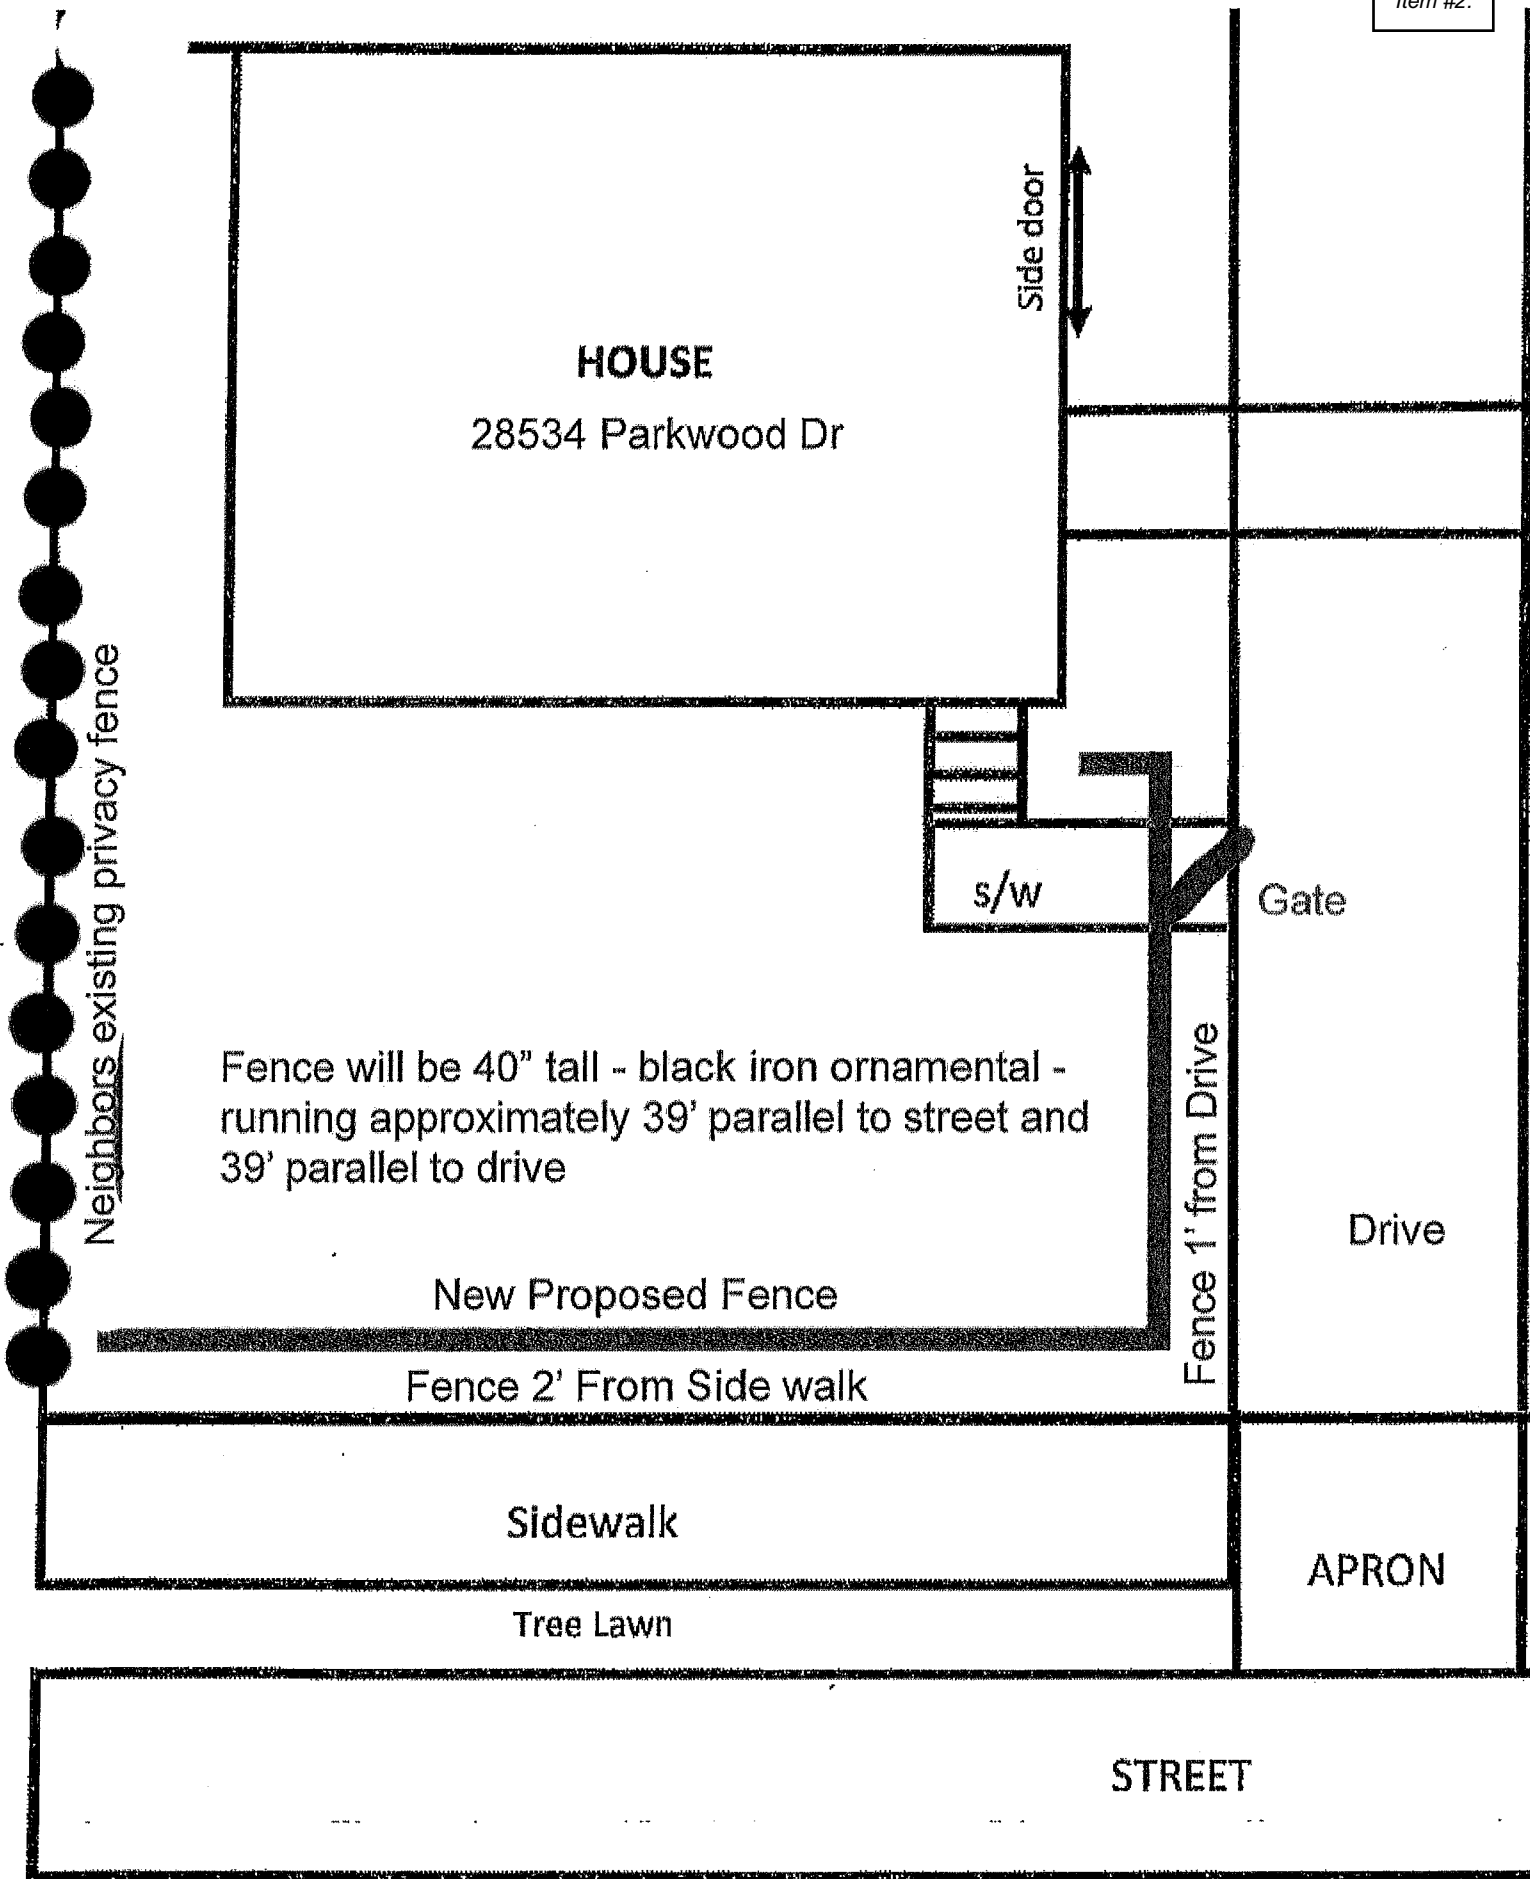 Item #2.
Side door
HOUSE
28534 Parkwood Dr
Neighbors existing privacy fence
s/w
Gate
Fence will be 40” tall - black iron ornamental -
running approximately 39’ parallel to street and
39’ parallel to drive
Fence 1’ from Drive
Drive
New Proposed Fence
Fence 2’ From Side walk
Sidewalk
APRON
Tree Lawn
STREET